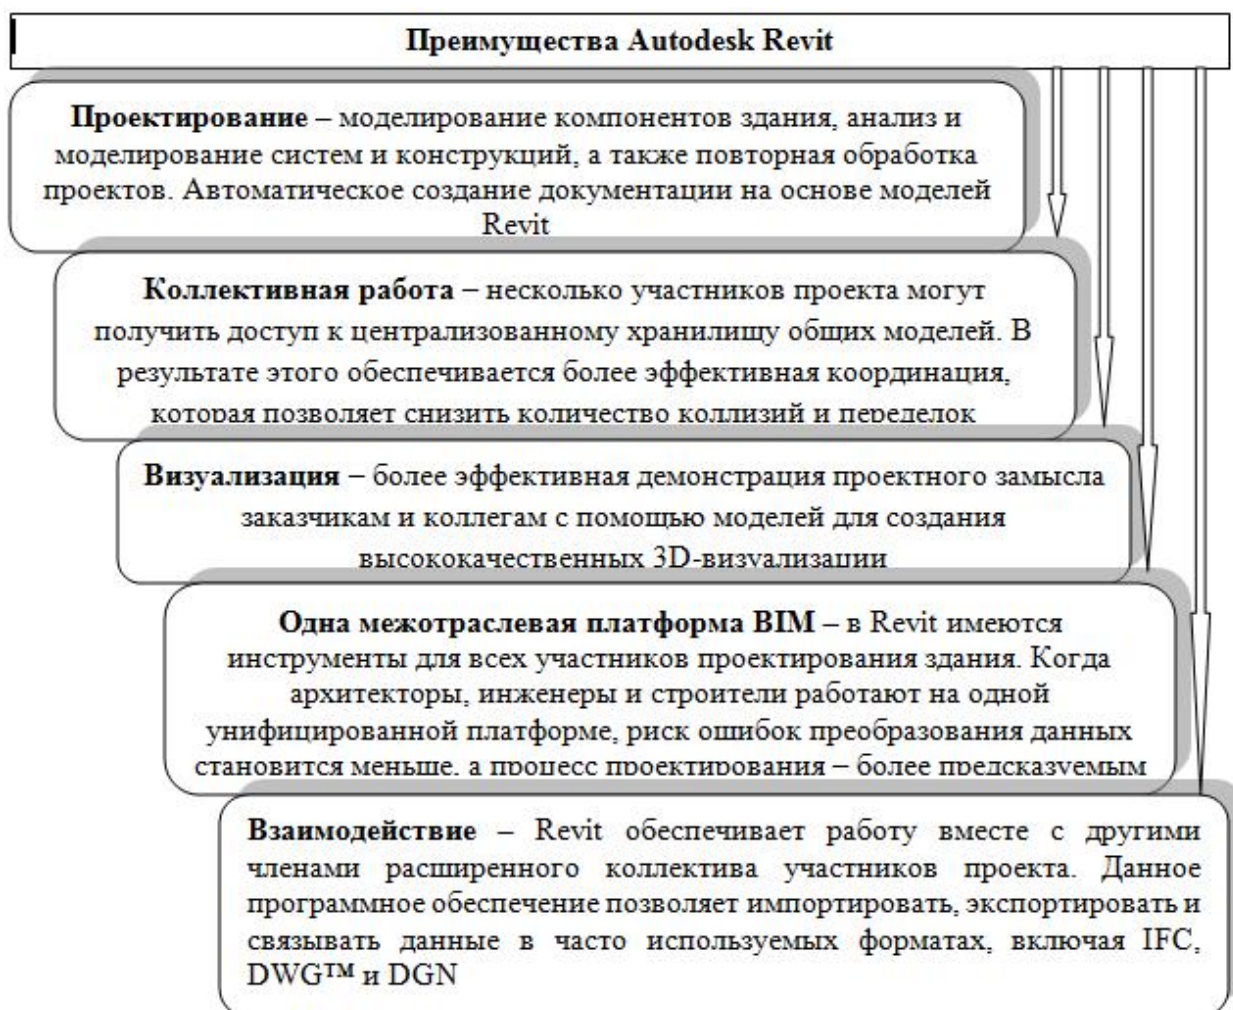 Преимущества Autodesk Revit
Проектирование – моделирование компонентов здания, анализ и
моделирование систем и конструкций, а также повторная обработка
проектов. Автоматическое создание документации на основе моделей
Revit
Коллективная работа – несколько участников проекта могут
получить доступ к централизованному хранилищу общих моделей. В
результате этого обеспечивается более эффективная координация,
которая позволяет снизить количество коллизий и переделок
Визуализация – более эффективная демонстрация проектного замысла
заказчикам и коллегам с помощью моделей для создания
высококачественных 3D-визуализации
Одна межотраслевая платформа BIM – в Revit имеются
инструменты для всех участников проектирования здания. Когда
архитекторы, инженеры и строители работают на одной
унифицированной платформе, риск ошибок преобразования данных
становится меньше, а процесс проектирования – более предсказуемым
Взаимодействие – Revit обеспечивает работу вместе с другими
членами расширенного коллектива участников проекта. Данное
программное обеспечение позволяет импортировать, экспортировать и
связывать данные в часто используемых форматах, включая IFC,
DWG™ и DGN